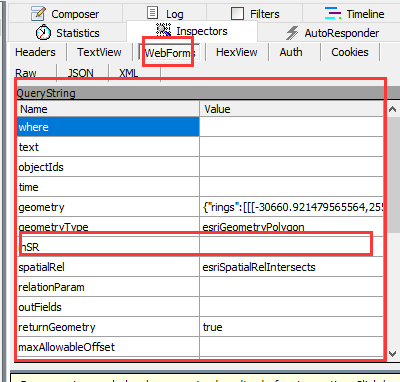 Composer Log Filters Timeline
Statistics Inspectors AutoResponder
Headers TextView WebForms HexView Auth Cookies
Raw JSON XML
QueryString
Name Value
where
text
objectIds
time
geometry {"rings":[[[-30660.921479565564,255
geometryType esriGeometryPolygon
inSR
spatialRel esriSpatialRelIntersects
relationParam
outFields
returnGeometry true
maxAllowableOffset